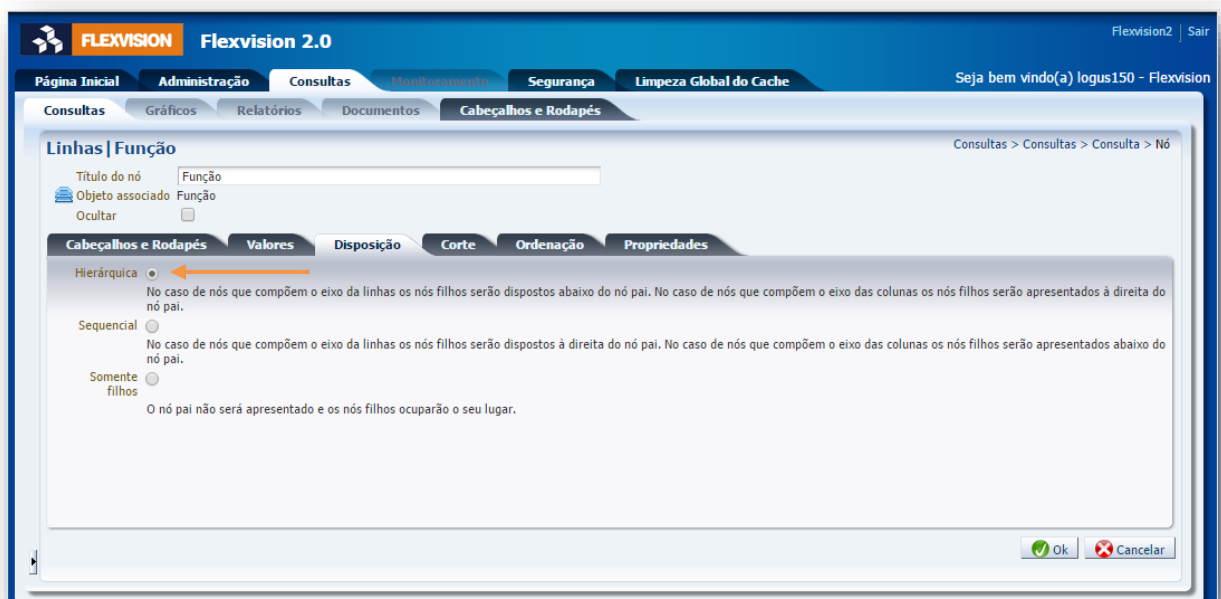 Flexvision2 | Sair
FLEXVISION Flexvision 2.0
Página Inicial Administração Consultas Monitoramento Segurança Limpeza Global do Cache Seja bem vindo(a) logus150 - Flexvision
Consultas Gráficos Relatórios Documentos Cabeçalhos e Rodapés
Linhas|Função Consultas > Consultas > Consulta > Nó
Título do nó Função
Objeto associado Função
Ocultar
Cabeçalhos e Rodapés Valores Disposição Corte Ordenação Propriedades
Hierárquica
No caso de nós que compõem o eixo da linhas os nós filhos serão dispostos abaixo do nó pai. No caso de nós que compõem o eixo das colunas os nós filhos serão apresentados à direita do
nó pai.
Sequencial
No caso de nós que compõem o eixo da linhas os nós filhos serão dispostos à direita do nó pai. No caso de nós que compõem o eixo das colunas os nós filhos serão apresentados abaixo do
nó pai.
Somente
filhos
O nó pai não será apresentado e os nós filhos ocuparão o seu lugar.
Ok Cancelar